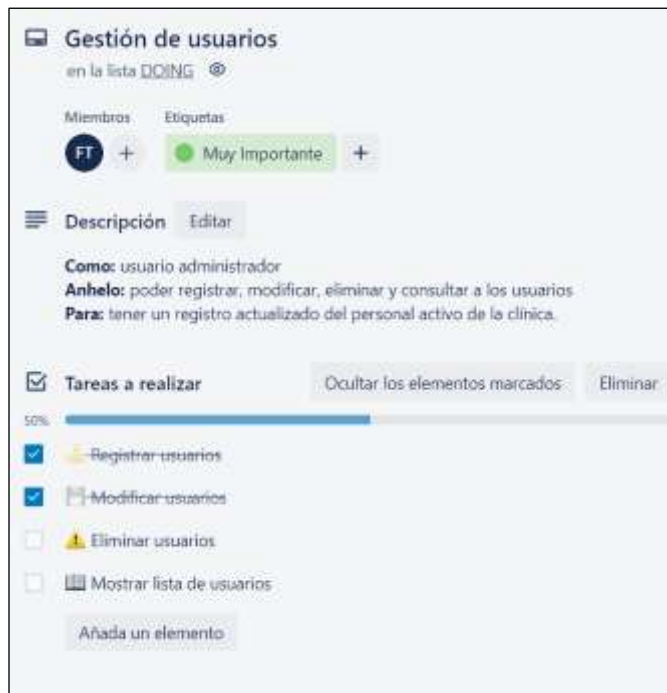 Gestión de usuarios
en la lista DOING
Miembros Etiquetas
FT + Muy Importante +
Descripción Editar
Como: usuario administrador
Anhelo: poder registrar, modificar, eliminar y consultar a los usuarios
Para: tener un registro actualizado del personal activo de la clínica.
Tareas a realizar Ocultar los elementos marcados Eliminar
50%
Registrar usuarios
Modificar usuarios
Eliminar usuarios
Mostrar lista de usuarios
Añada un elemento